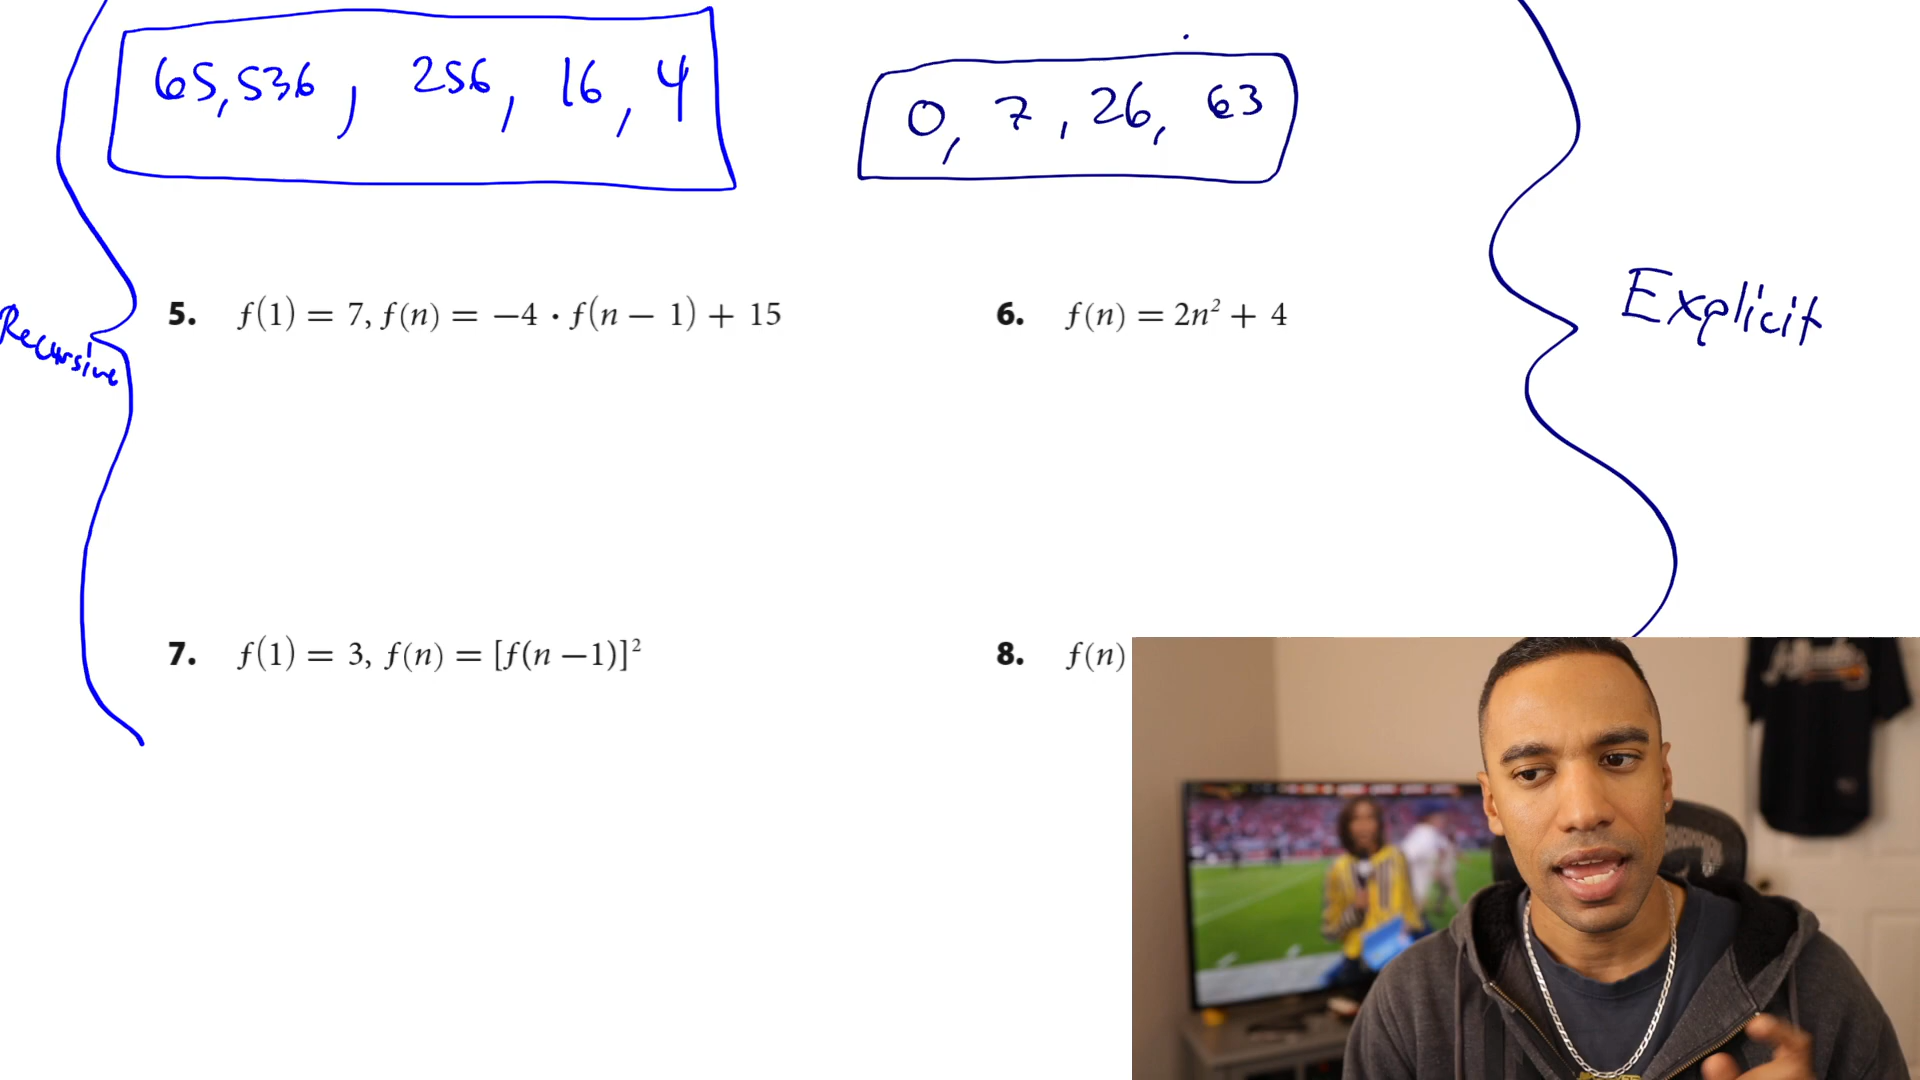 65,536, 256, 16, 4
0, 7, 26, 63
Recursive
5. f(1) = 7, f(n) = −4 · f(n − 1) + 15
6. f(n) = 2n² + 4
Explicit
7. f(1) = 3, f(n) = [f(n −1)]²
8. f(n)